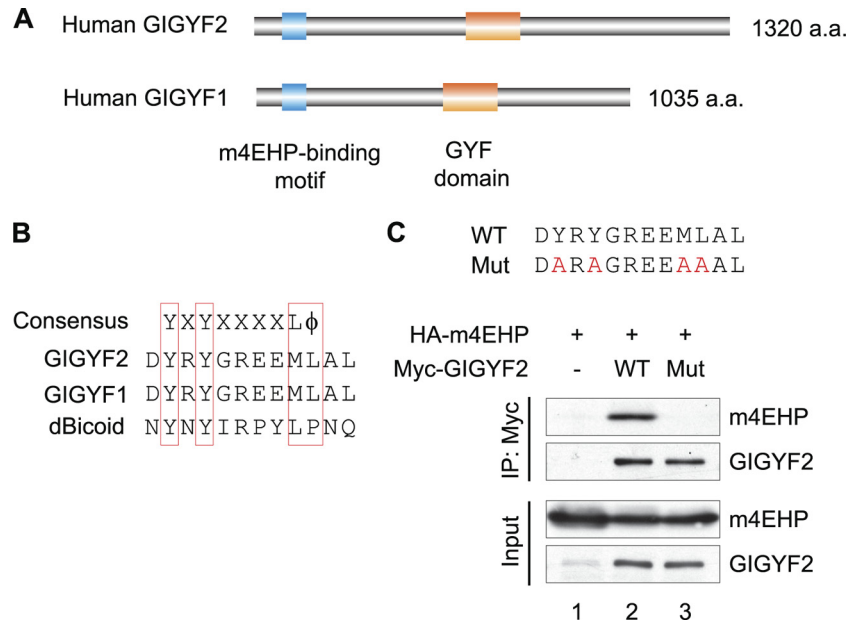 A
Human GIGYF2
1320 a.a.
Human GIGYF1
1035 a.a.
m4EHP-binding
motif
GYF
domain
B
Consensus YXYXXXXLϕ
GIGYF2 DYRYGREEMLAL
GIGYF1 DYRYGREEMLAL
dBicoid NYNYIRPYLPNQ
C
WT DYRYGREEMLAL
Mut DARAGREEAAAL
HA-m4EHP + + +
Myc-GIGYF2 - WT Mut
IP: Myc
m4EHP
GIGYF2
Input
m4EHP
GIGYF2
1 2 3